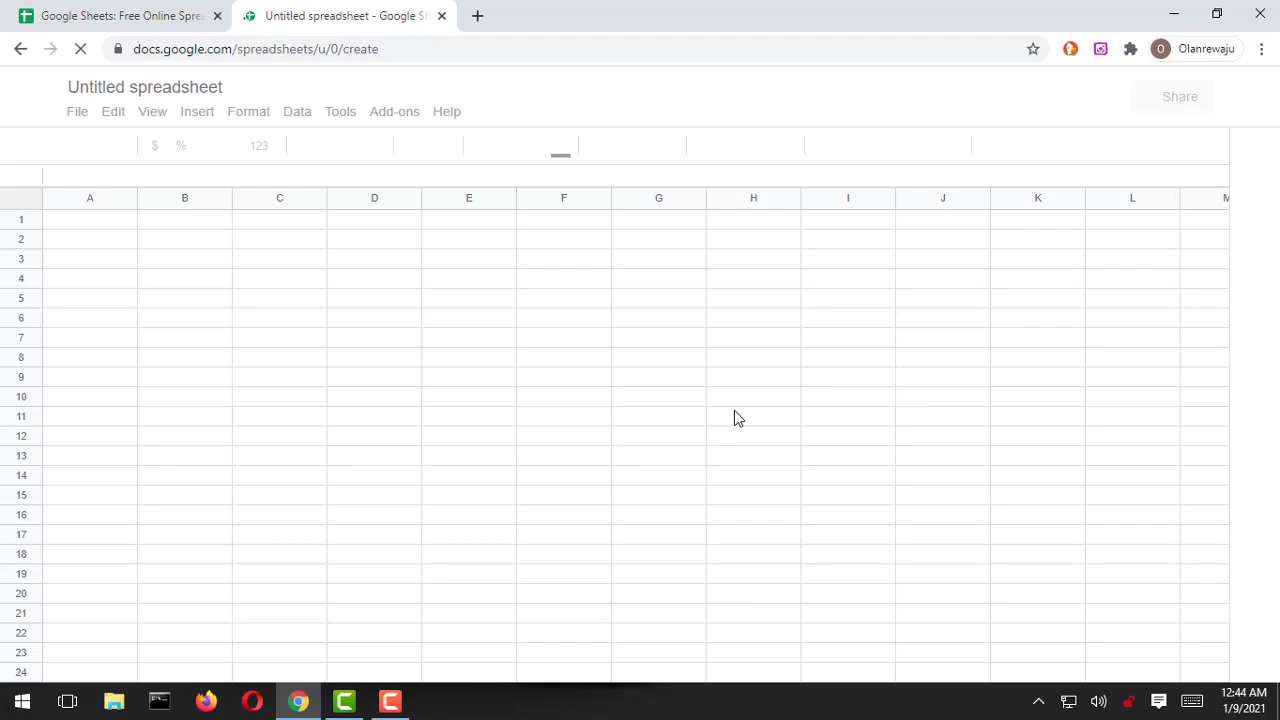 Google Sheets: Free Online Spre
Untitled spreadsheet - Google Sh
docs.google.com/spreadsheets/u/0/create
O Olanrewaju
Untitled spreadsheet
Share
File Edit View Insert Format Data Tools Add-ons Help
$ % 123
A B C D E F G H I J K L M
1
2
3
4
5
6
7
8
9
10
11
12
13
14
15
16
17
18
19
20
21
22
23
24
12:44 AM
1/9/2021